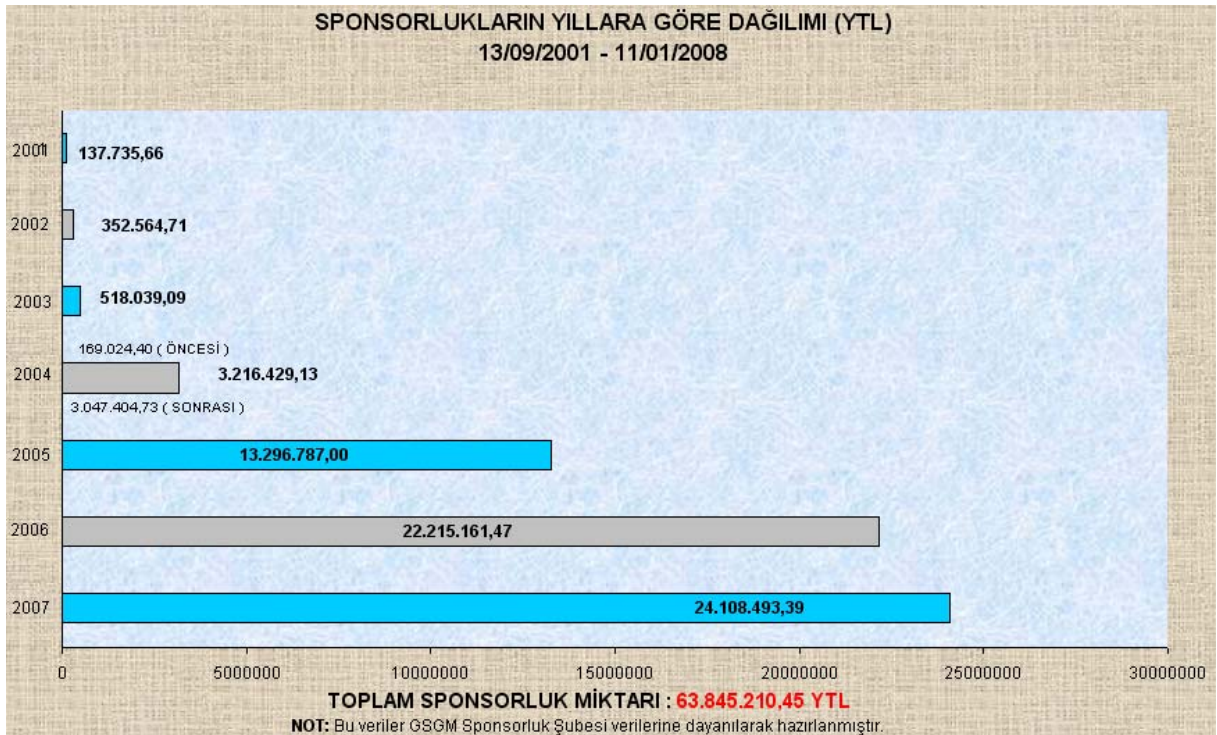 SPONSORLUKLARIN YILLARA GÖRE DAĞILIMI (YTL)
13/09/2001 - 11/01/2008
2001 137.735,66
2002 352.564,71
2003 518.039,09
169.024,40 ( ÖNCESİ )
2004 3.216.429,13
3.047.404,73 ( SONRASI )
2005 13.296.787,00
2006 22.215.161,47
2007 24.108.493,39
0 5000000 10000000 15000000 20000000 25000000 30000000
TOPLAM SPONSORLUK MİKTARI : 63.845.210,45 YTL
NOT: Bu veriler GSGM Sponsorluk Şubesi verilerine dayanılarak hazırlanmıştır.